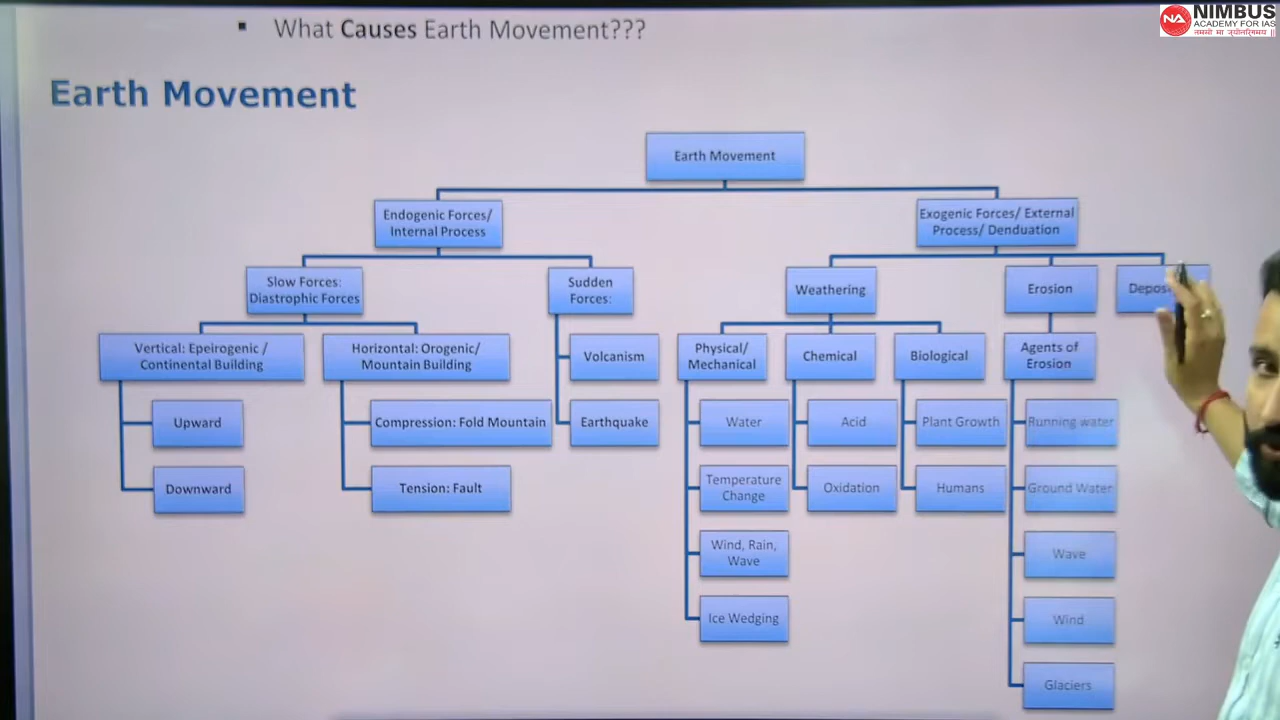 ▪ What Causes Earth Movement???
NIMBUS
ACADEMY FOR IAS
NA
Earth Movement
Earth Movement
Endogenic Forces/
Internal Process
Exogenic Forces/ External
Process/ Denduation
Slow Forces:
Diastrophic Forces
Sudden
Forces:
Weathering
Erosion
Vertical: Epeirogenic /
Continental Building
Horizontal: Orogenic/
Mountain Building
Volcanism
Physical/
Mechanical
Chemical
Biological
Agents of
Erosion
Upward
Compression: Fold Mountain
Earthquake
Water
Acid
Plant Growth
Running water
Downward
Tension: Fault
Temperature
Change
Oxidation
Humans
Ground Water
Wind, Rain,
Wave
Wave
Ice Wedging
Wind
Glaciers